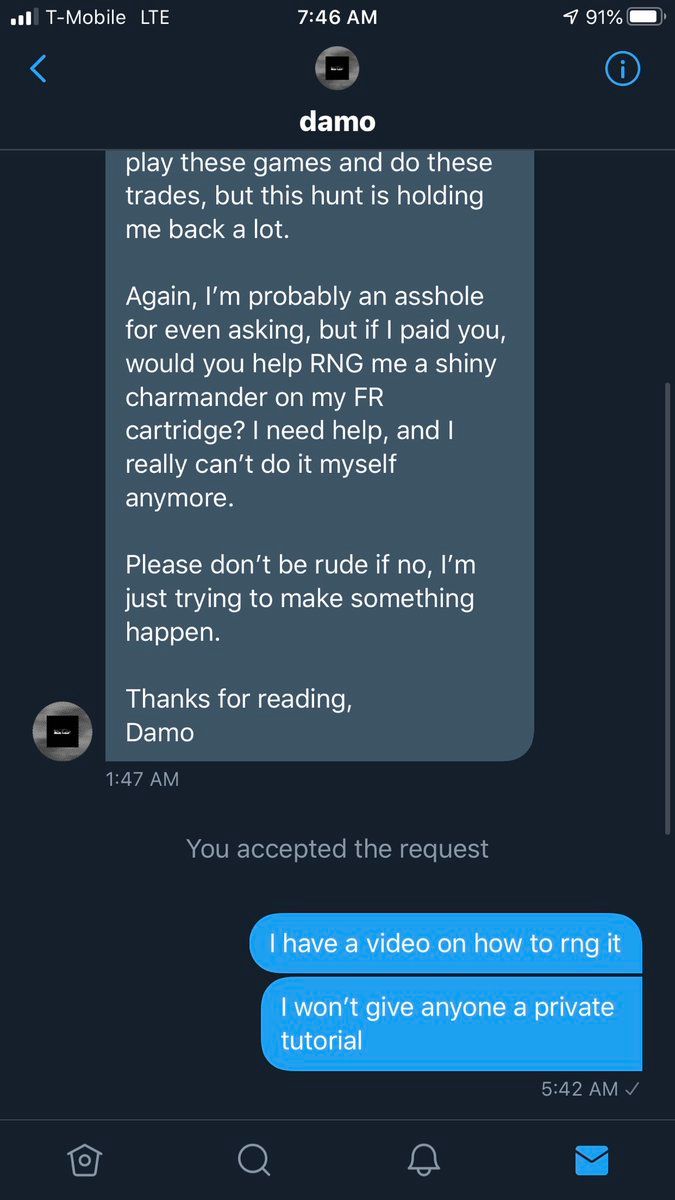 T-Mobile LTE 7:46 AM 91%
damo
play these games and do these
trades, but this hunt is holding
me back a lot.
Again, I’m probably an asshole
for even asking, but if I paid you,
would you help RNG me a shiny
charmander on my FR
cartridge? I need help, and I
really can’t do it myself
anymore.
Please don’t be rude if no, I’m
just trying to make something
happen.
Thanks for reading,
Damo
1:47 AM
You accepted the request
I have a video on how to rng it
I won’t give anyone a private
tutorial
5:42 AM